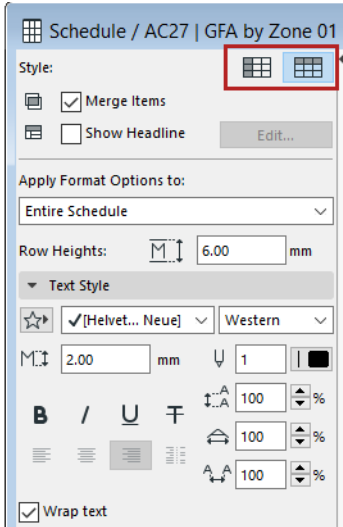 Schedule / AC27 | GFA by Zone 01
Style:
Merge Items
Show Headline
Edit...
Apply Format Options to:
Entire Schedule
Row Heights:
M
6.00
mm
Text Style
✓[Helvet... Neue]
Western
M
2.00
mm
1
B
I
U
T
A
A
100
%
100
%
A A
100
%
Wrap text